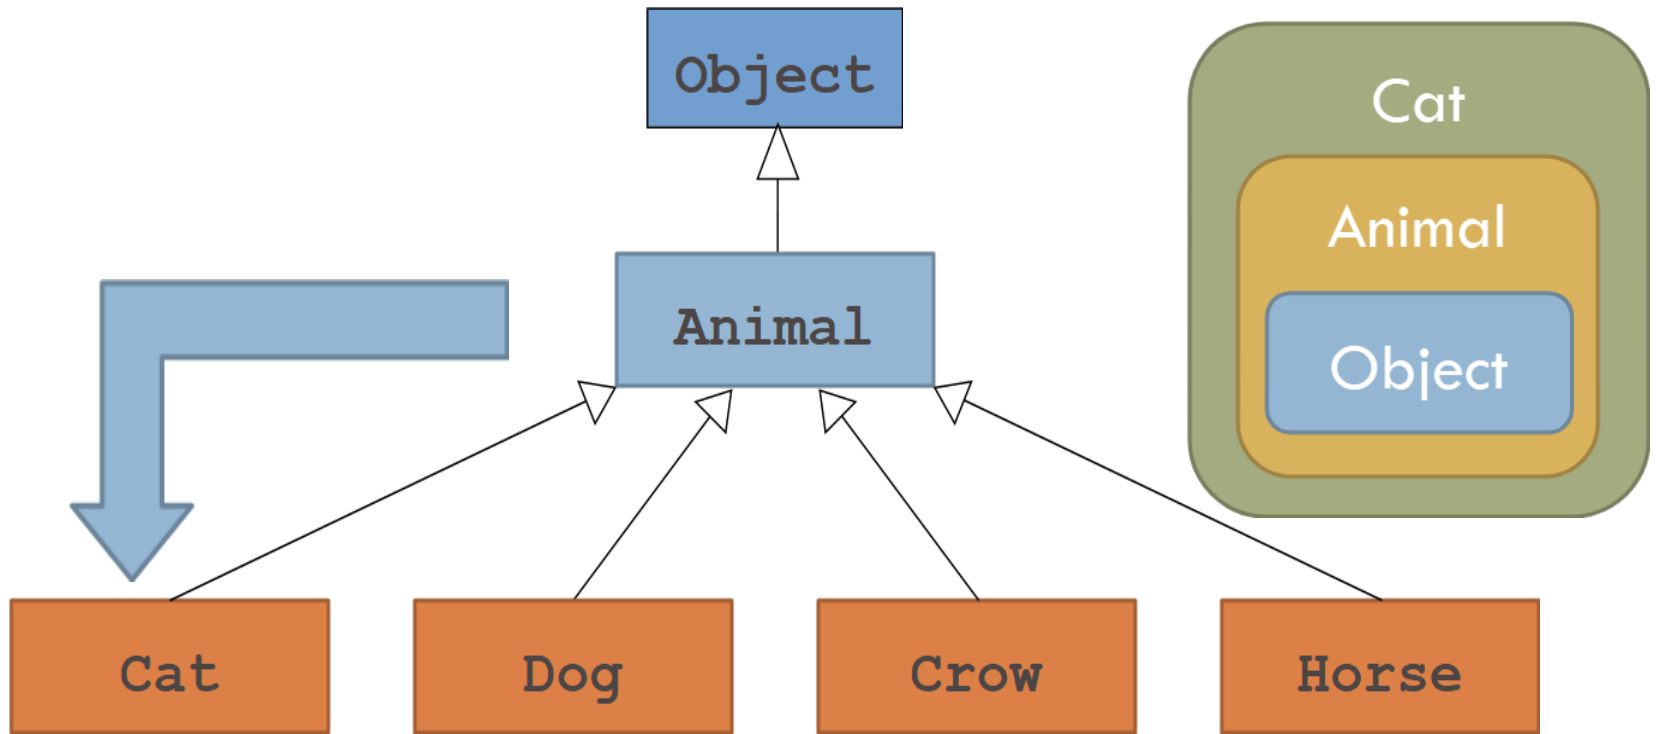 Object
Animal
Cat
Dog
Crow
Horse
Cat
Animal
Object